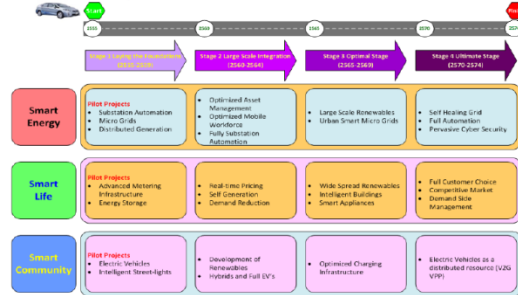 Start
2555
2560
2565
2570
Stage 1 Laying the Foundations
(2555-2559)
Stage 2 Large Scale Integration
(2560-2564)
Stage 3 Optimal Stage
(2565-2569)
Stage 4 Ultimate Stage
(2570-2574)
Smart
Energy
Pilot Projects
• Substation Automation
• Micro Grids
• Distributed Generation
• Optimized Asset
Management
• Optimized Mobile
Workforce
• Fully Substation
Automation
• Large Scale Renewables
• Urban Smart Micro Grids
• Self Healing Grid
• Full Automation
• Pervasive Cyber Security
Smart
Life
Pilot Projects
• Advanced Metering
Infrastructure
• Energy Storage
• Real-time Pricing
• Self Generation
• Demand Reduction
• Wide Spread Renewables
• Intelligent Buildings
• Smart Appliances
• Full Customer Choice
• Competitive Market
• Demand Side
Management
Smart
Community
Pilot Projects
• Electric Vehicles
• Intelligent Street-lights
• Development of
Renewables
• Hybrids and Full EV's
• Optimized Charging
Infrastructure
• Electric Vehicles as a
distributed resource (V2G
VPP)